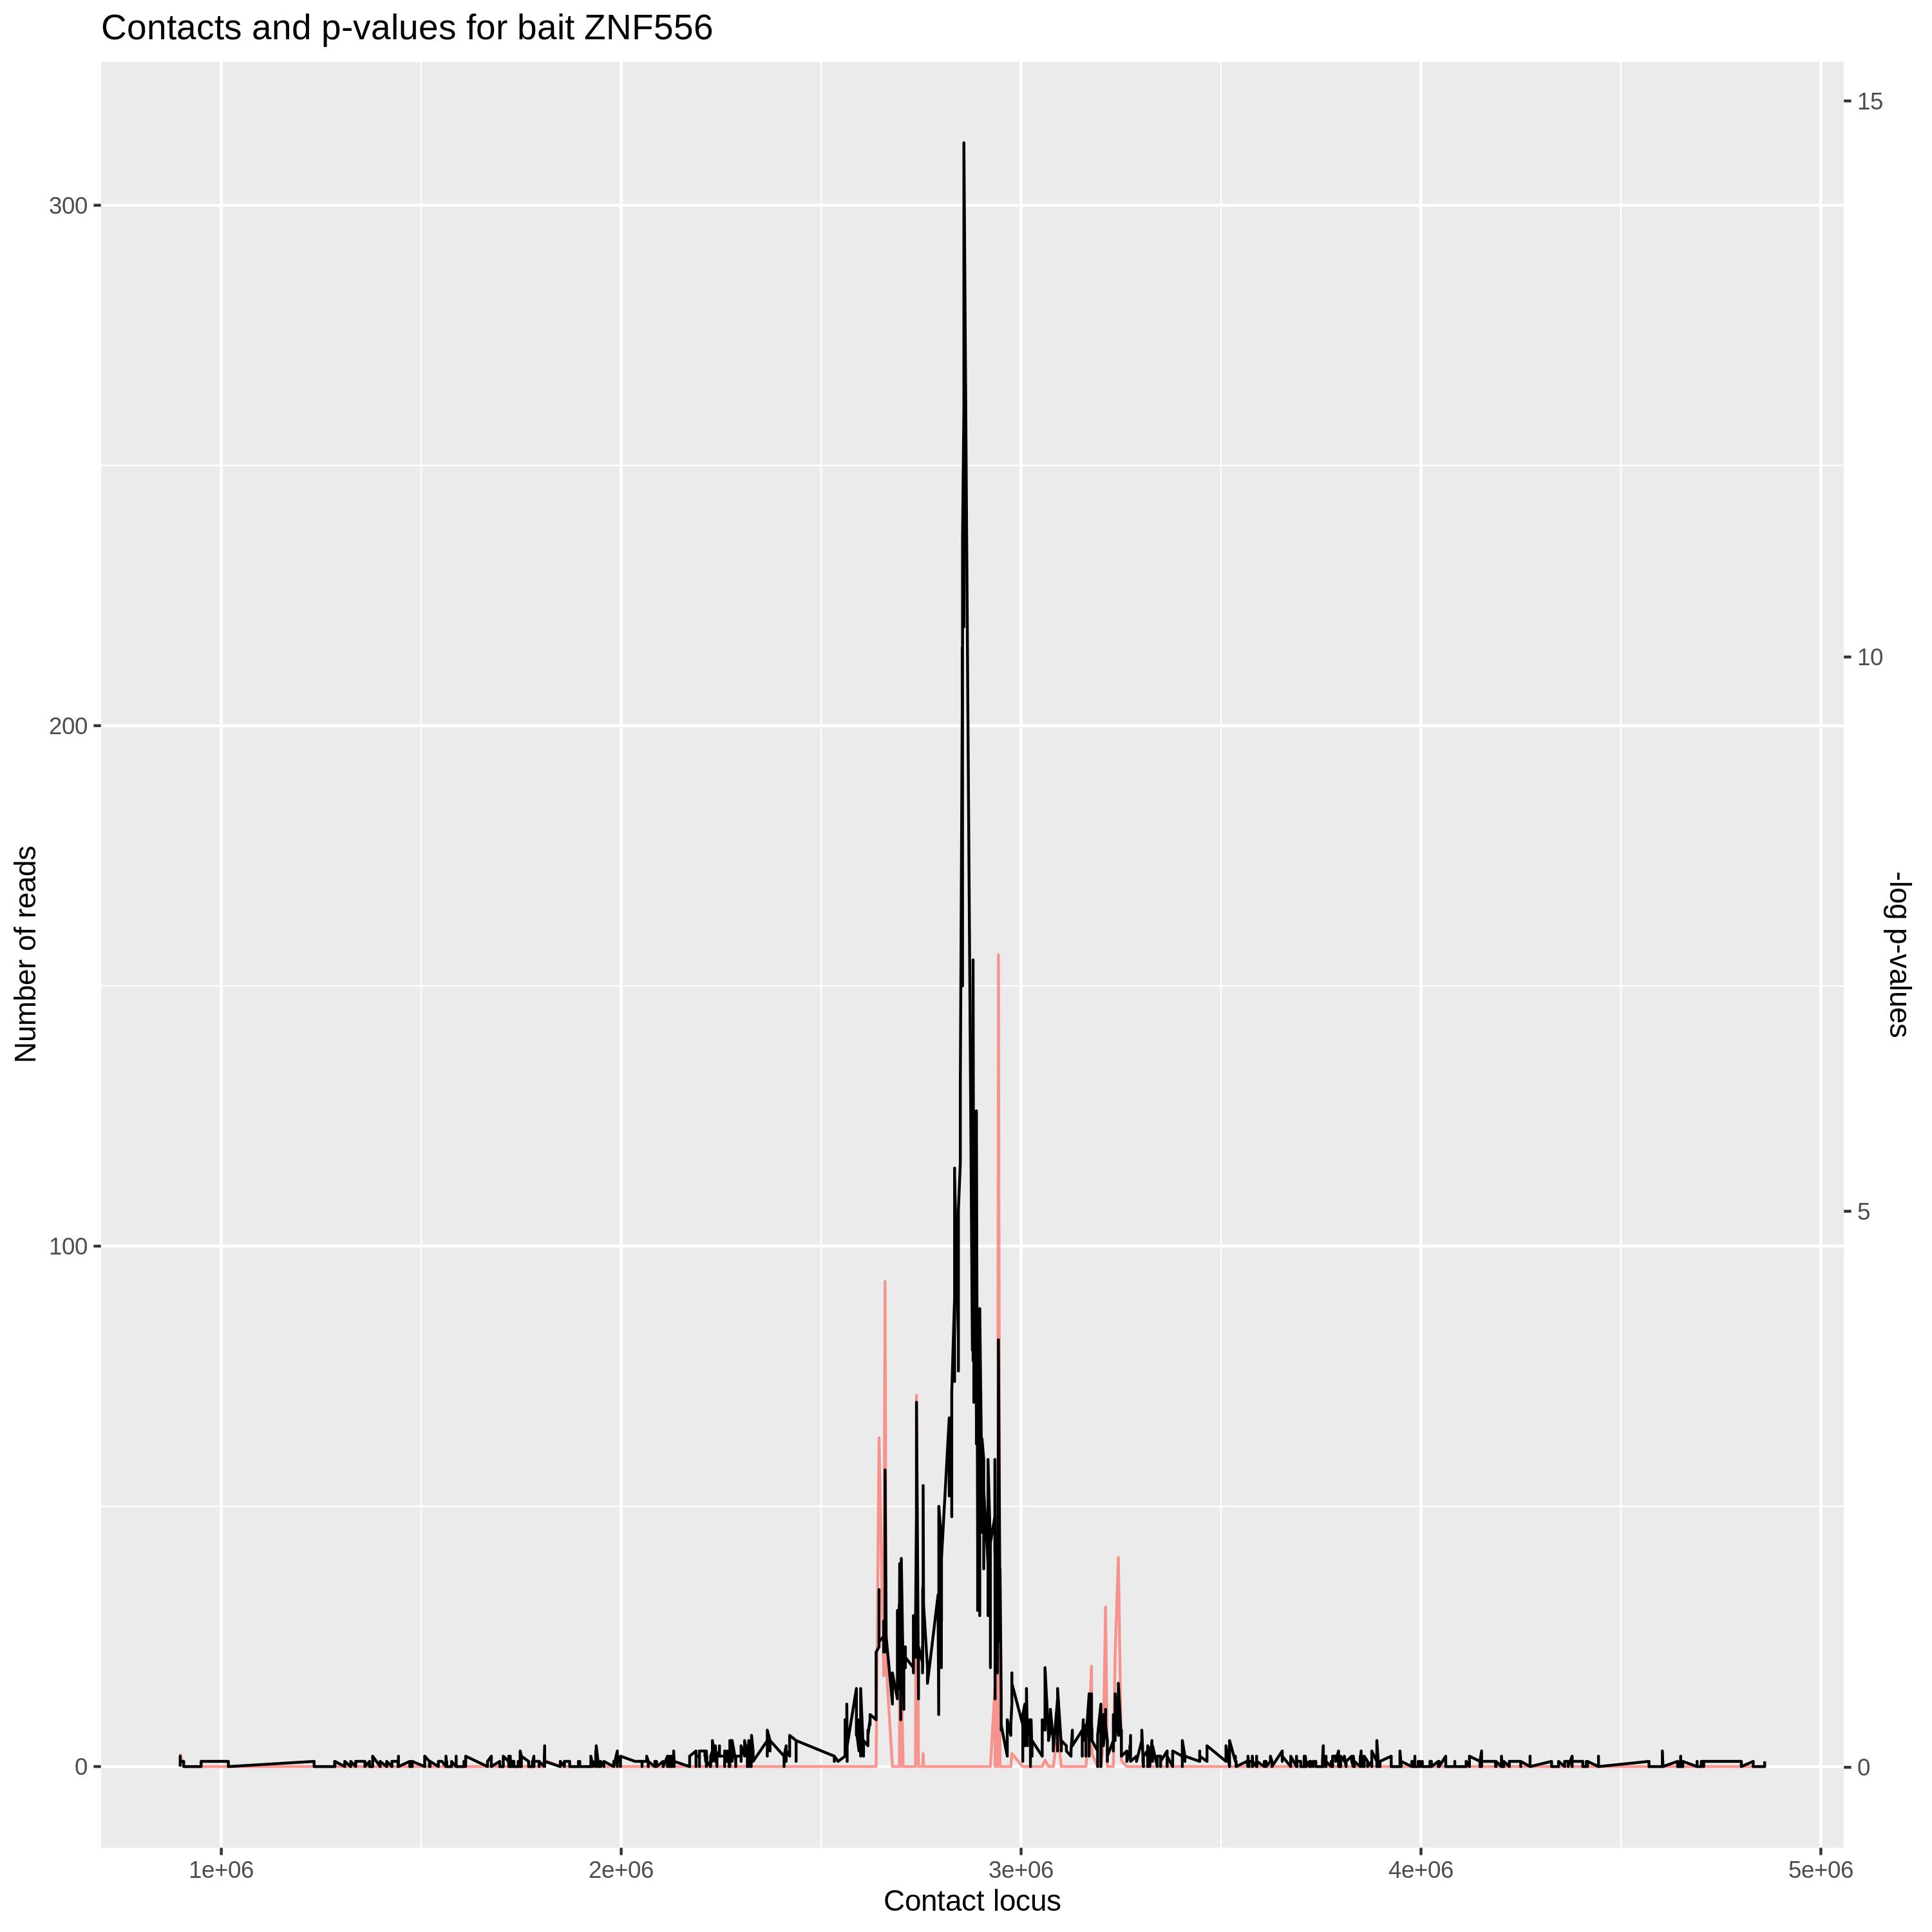 Contacts and p-values for bait ZNF556
15
300
10
200
Number of reads
-log p-values
5
100
0
0
1e+06
2e+06
3e+06
4e+06
5e+06
Contact locus